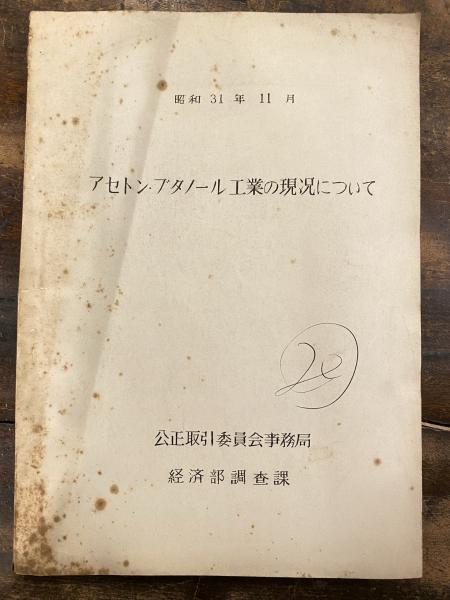 昭和 31 年 11 月
アセトン・ブタノール工業の現況について
20
公正取引委員会事務局
経済部調査課